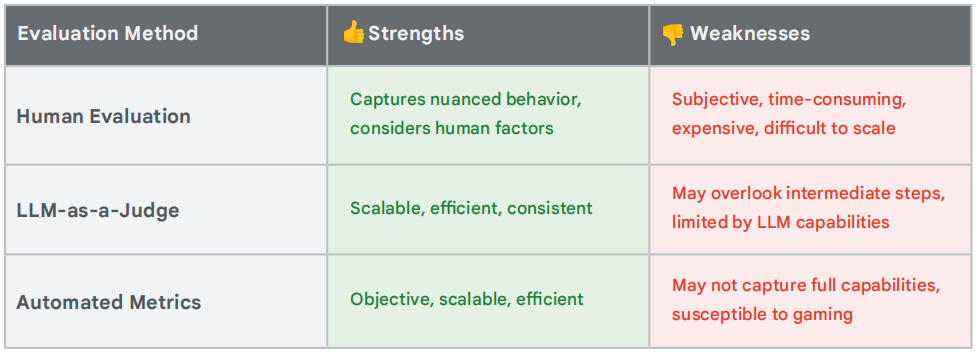 Evaluation Method
👍Strengths
👎 Weaknesses
Human Evaluation
Captures nuanced behavior,
considers human factors
Subjective, time-consuming,
expensive, difficult to scale
LLM-as-a-Judge
Scalable, efficient, consistent
May overlook intermediate steps,
limited by LLM capabilities
Automated Metrics
Objective, scalable, efficient
May not capture full capabilities,
susceptible to gaming